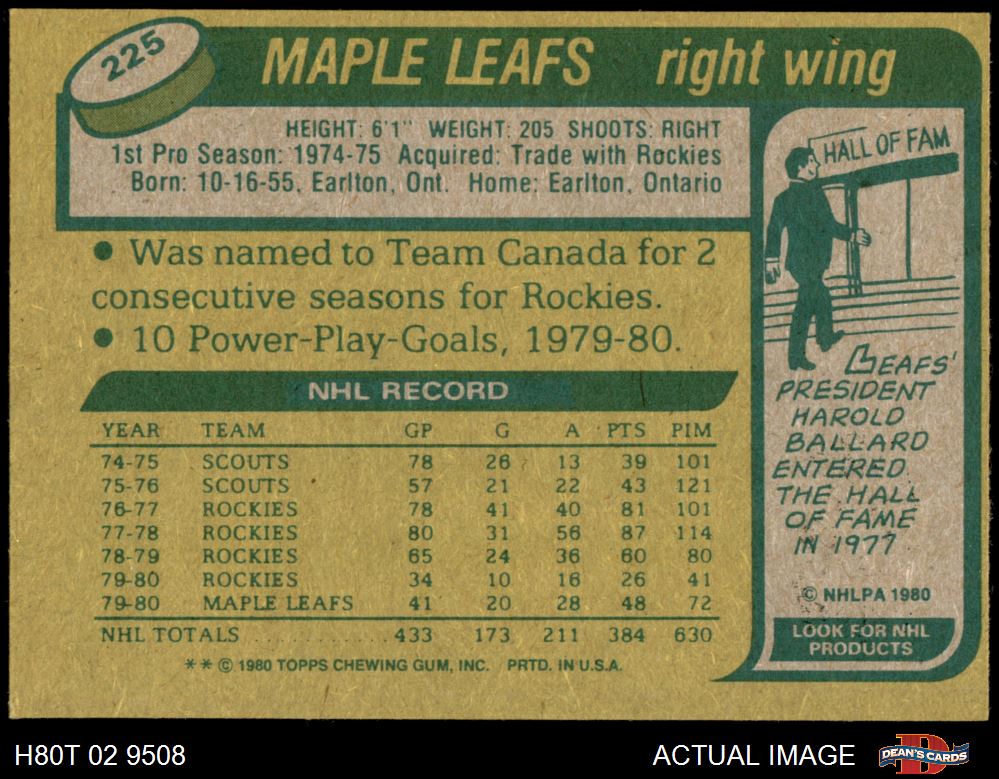 225
MAPLE LEAFS right wing
HEIGHT: 6'1" WEIGHT: 205 SHOOTS: RIGHT
1st Pro Season: 1974-75 Acquired: Trade with Rockies
Born: 10-16-55, Earlton, Ont. Home: Earlton, Ontario
• Was named to Team Canada for 2
consecutive seasons for Rockies.
• 10 Power-Play-Goals, 1979-80.
NHL RECORD
YEAR TEAM GP G A PTS PIM
74-75 SCOUTS 78 26 13 39 101
75-76 SCOUTS 57 21 22 43 121
76-77 ROCKIES 78 41 40 81 101
77-78 ROCKIES 80 31 56 87 114
78-79 ROCKIES 65 24 36 60 80
79-80 ROCKIES 34 10 16 26 41
79-80 MAPLE LEAFS 41 20 28 48 72
NHL TOTALS ............ 433 173 211 384 630
** © 1980 TOPPS CHEWING GUM, INC. PRTD. IN U.S.A.
HALL OF FAM
LEAFS'
PRESIDENT
HAROLD
BALLARD
ENTERED
THE HALL
OF FAME
IN 1977
© NHLPA 1980
LOOK FOR NHL
PRODUCTS
H80T 02 9508 ACTUAL IMAGE
D
DEAN'S CARDS